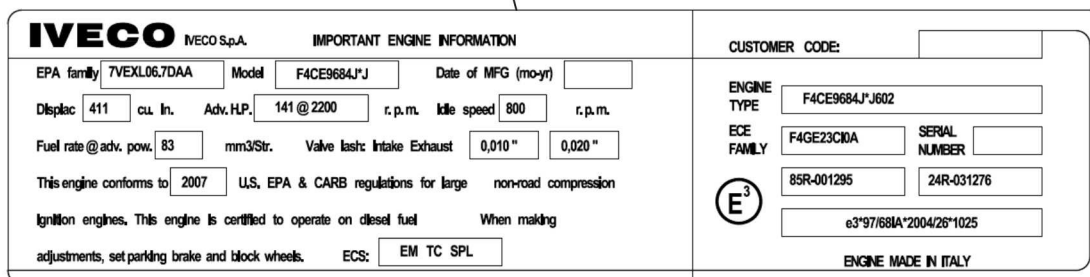 IVECO IVECO S.p.A. IMPORTANT ENGINE INFORMATION
EPA family 7VEXL06.7DAA Model F4CE9684J*J Date of MFG (mo-yr)
Displac 411 cu. In. Adv. H.P. 141 @ 2200 r. p. m. Idle speed 800 r. p. m.
Fuel rate @ adv. pow. 83 mm3/Str. Valve lash: Intake Exhaust 0,010 " 0,020 "
This engine conforms to 2007 U.S. EPA & CARB regulations for large non-road compression
ignition engines. This engine is certified to operate on diesel fuel When making
adjustments, set parking brake and block wheels. ECS: EM TC SPL
CUSTOMER CODE:
ENGINE TYPE F4CE9684J*J602
ECE FAMILY F4GE23CI0A SERIAL NUMBER
85R-001295 24R-031276
E3
e3*97/68IA*2004/26*1025
ENGINE MADE IN ITALY